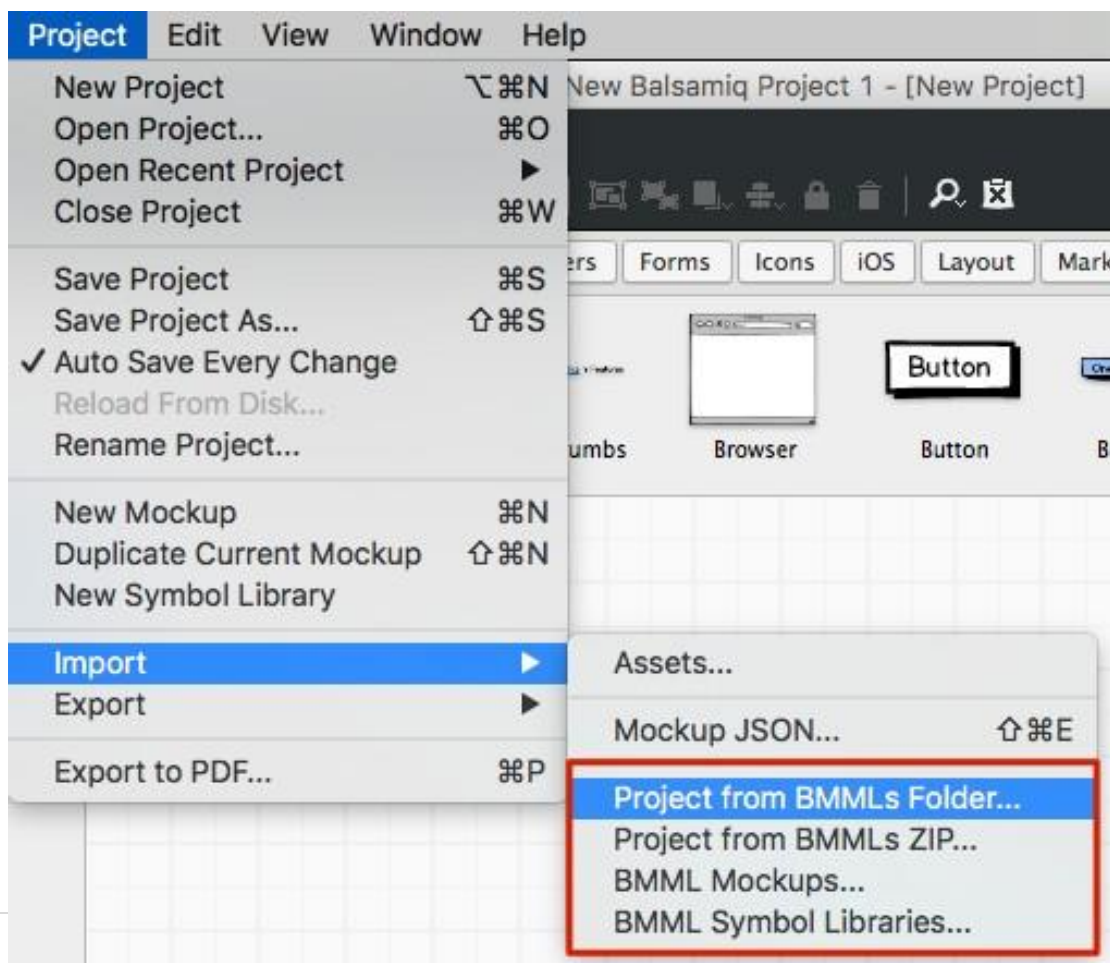 Project Edit View Window Help
New Project ⌥⌘N
Open Project... ⌘O
Open Recent Project ▶
Close Project ⌘W
Save Project ⌘S
Save Project As... ⇧⌘S
✓ Auto Save Every Change
Reload From Disk...
Rename Project...
New Mockup ⌘N
Duplicate Current Mockup ⇧⌘N
New Symbol Library
Import ▶
Export ▶
Export to PDF... ⌘P
New Balsamiq Project 1 - [New Project]
ers Forms Icons iOS Layout Mark
Button
umbs Browser Button B
Assets...
Mockup JSON... ⇧⌘E
Project from BMMLs Folder...
Project from BMMLs ZIP...
BMML Mockups...
BMML Symbol Libraries...